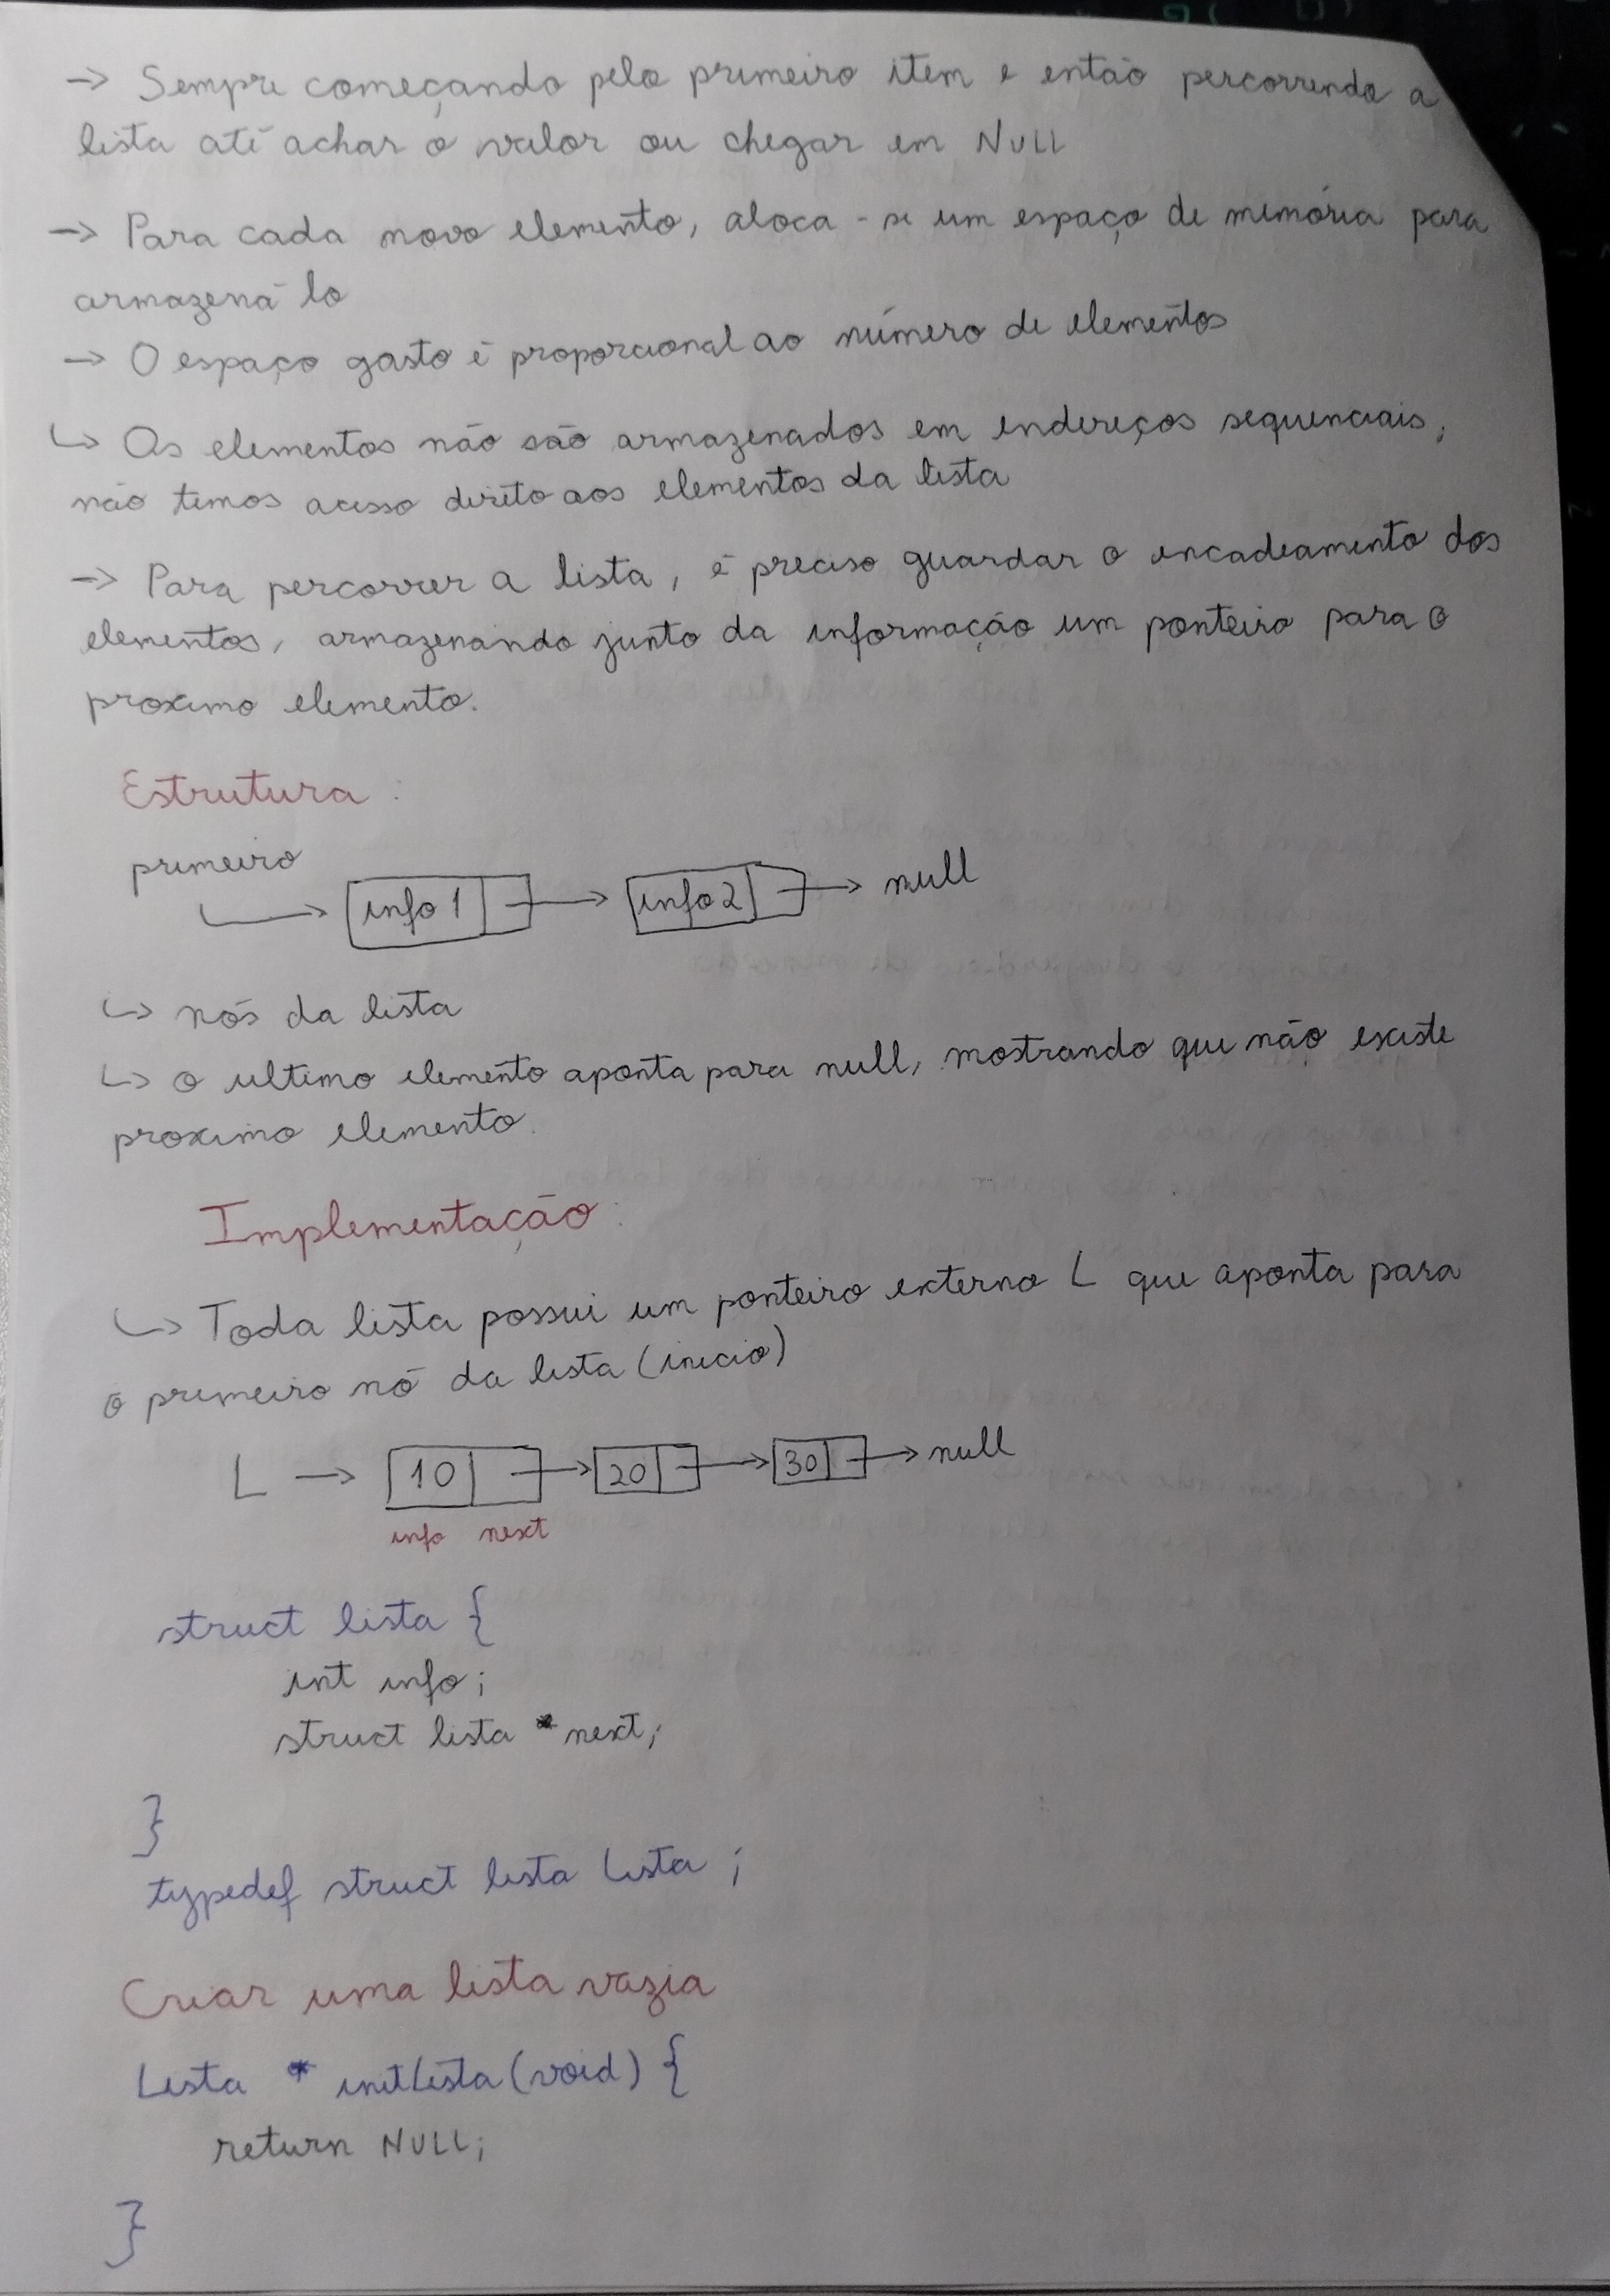 → Sempre começando pelo primeiro item e então percorrendo a
lista até achar o valor ou chegar em NULL
→ Para cada novo elemento, aloca-se um espaço de memória para
armazená lo
→ O espaço gasto é proporcional ao número de elementos
↳ Os elementos não são armazenados em endereços sequenciais,
não temos acesso direto aos elementos da lista
→ Para percorrer a lista, é preciso guardar o encadeamento dos
elementos, armazenando junto da informação um ponteiro para o
proximo elemento.
Estrutura:
primeiro
info 1 → info 2 → null
↳ nós da lista
↳ o ultimo elemento aponta para null, mostrando que não existe
proximo elemento.
Implementação:
↳ Toda lista possui um ponteiro externo L que aponta para
o primeiro nó da lista (inicio)
L → 10 → 20 → 30 → null
info next
struct lista {
int info;
struct lista * next;
}
typedef struct lista Lista;
Criar uma lista vazia
Lista * initLista (void) {
return NULL;
}